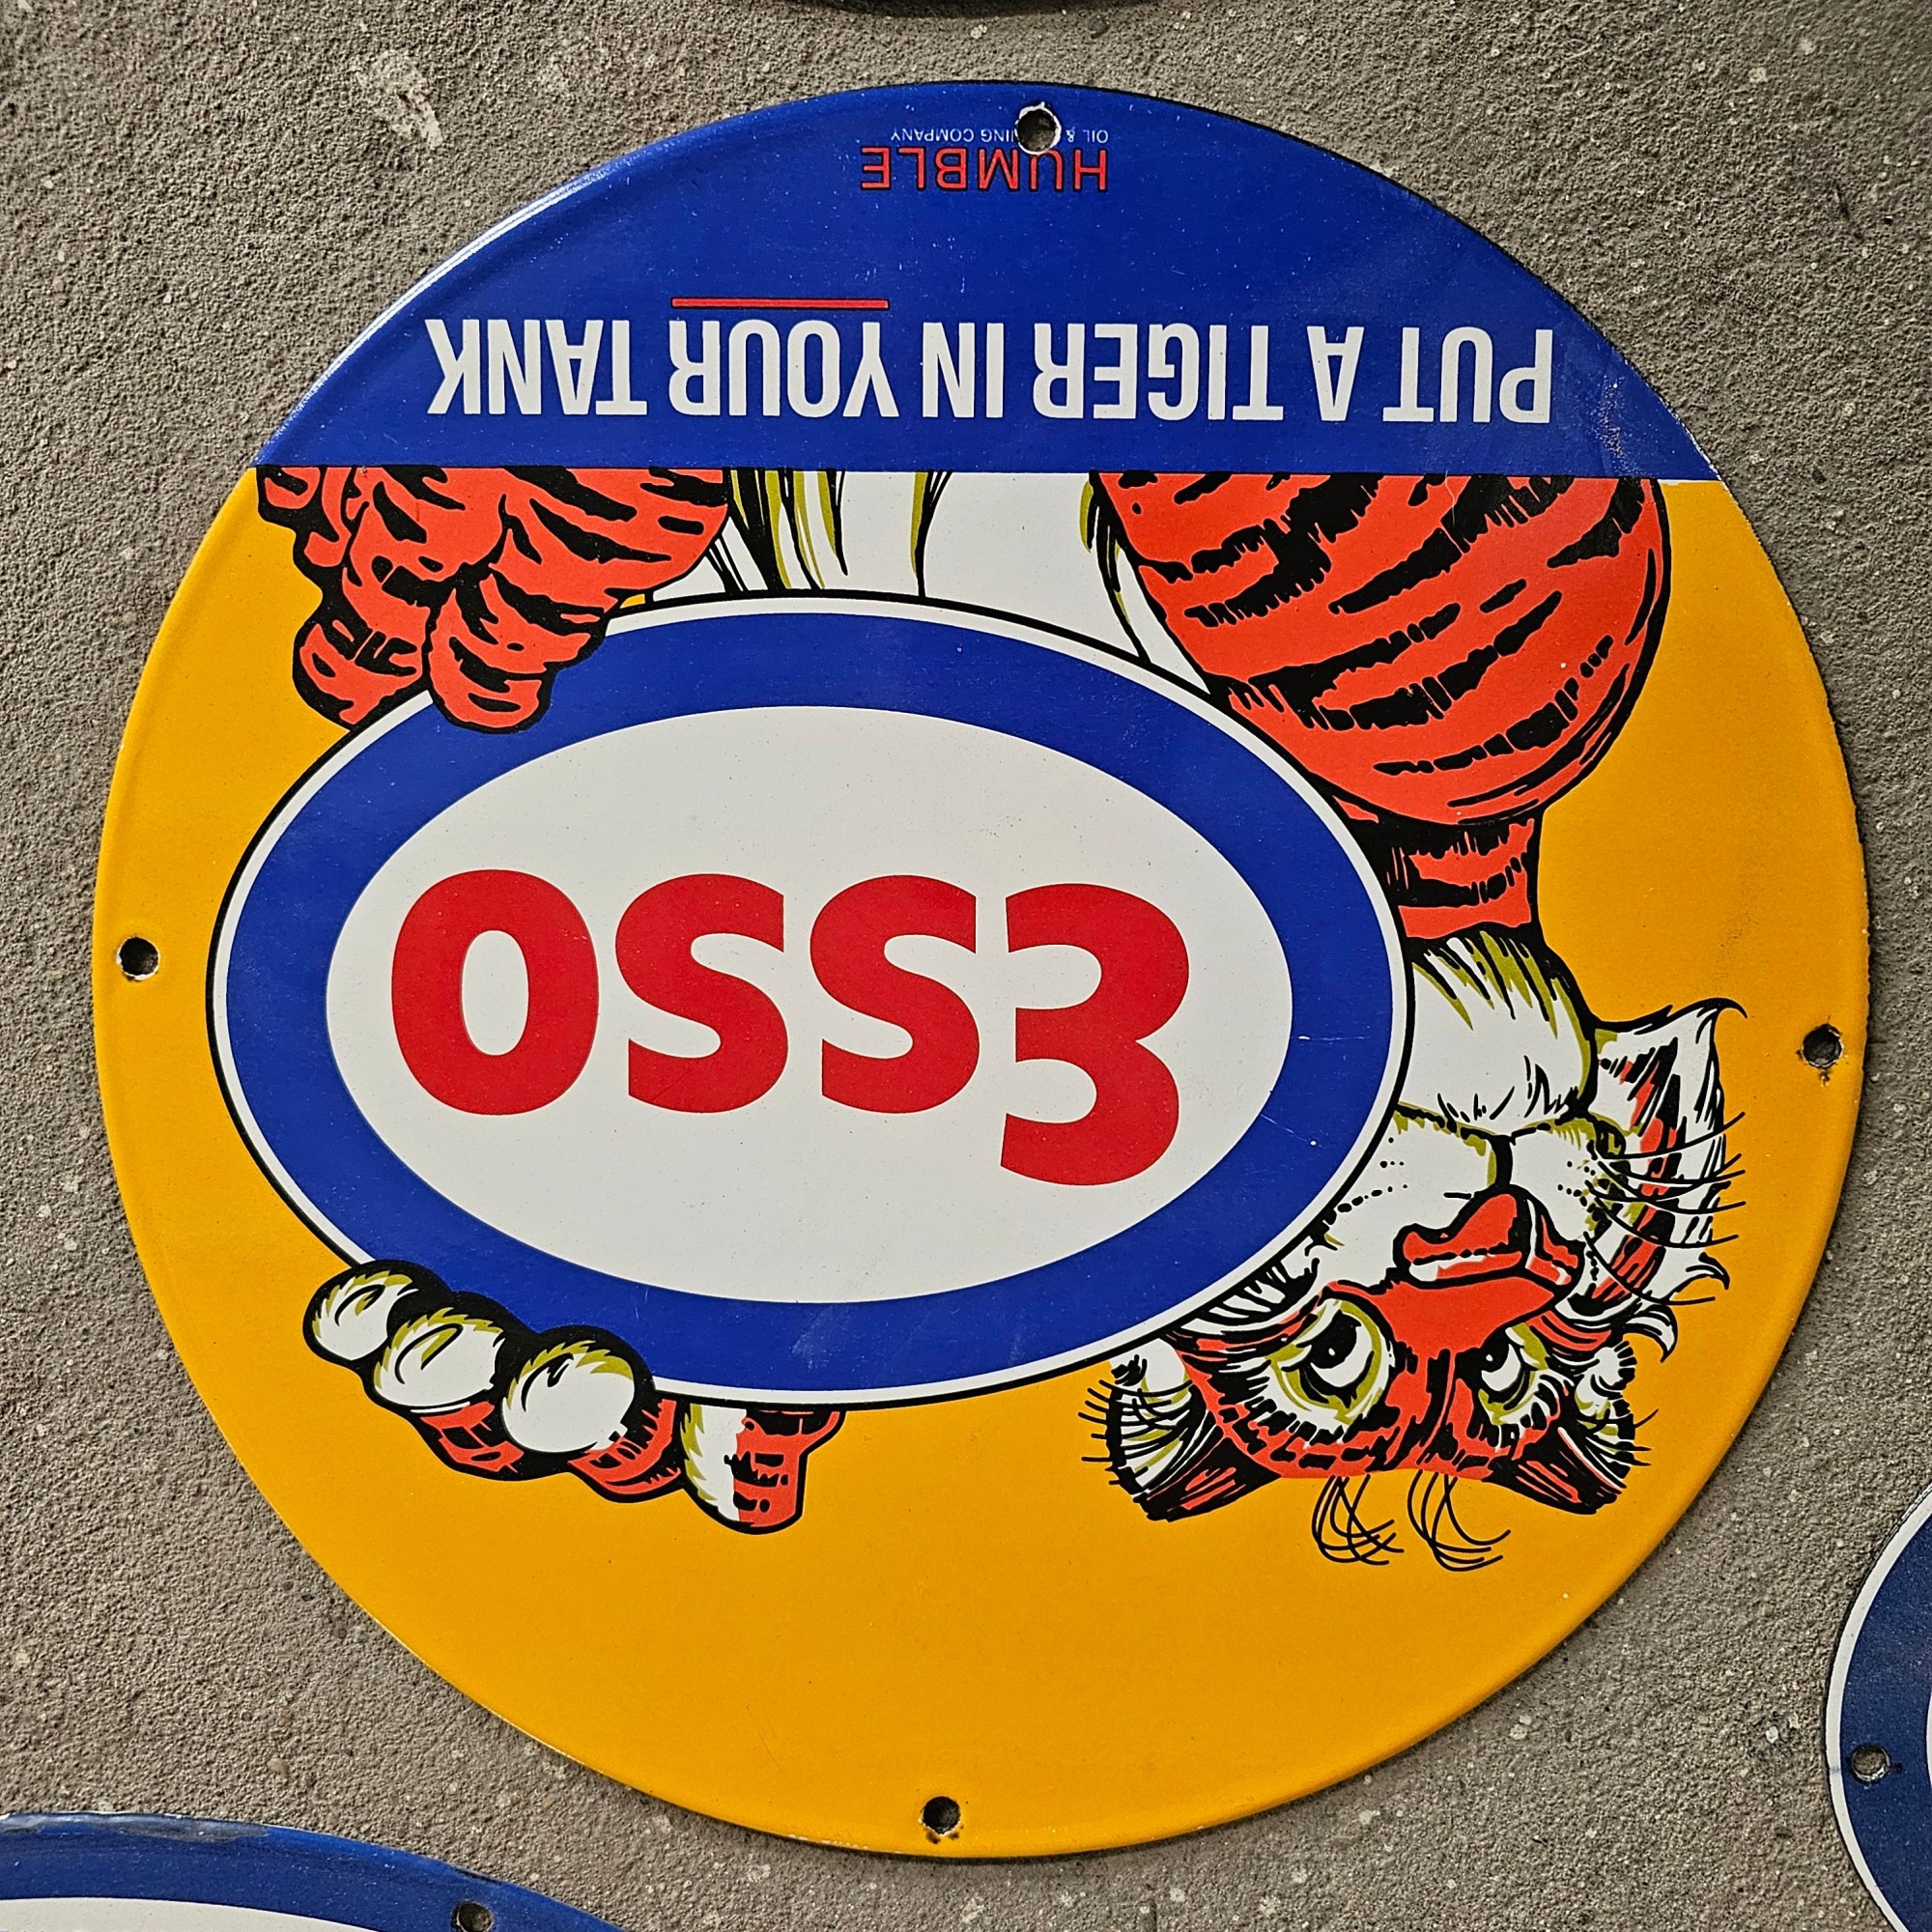 Esso
PUT A TIGER IN YOUR TANK
HUMBLE
OIL & COMPANY